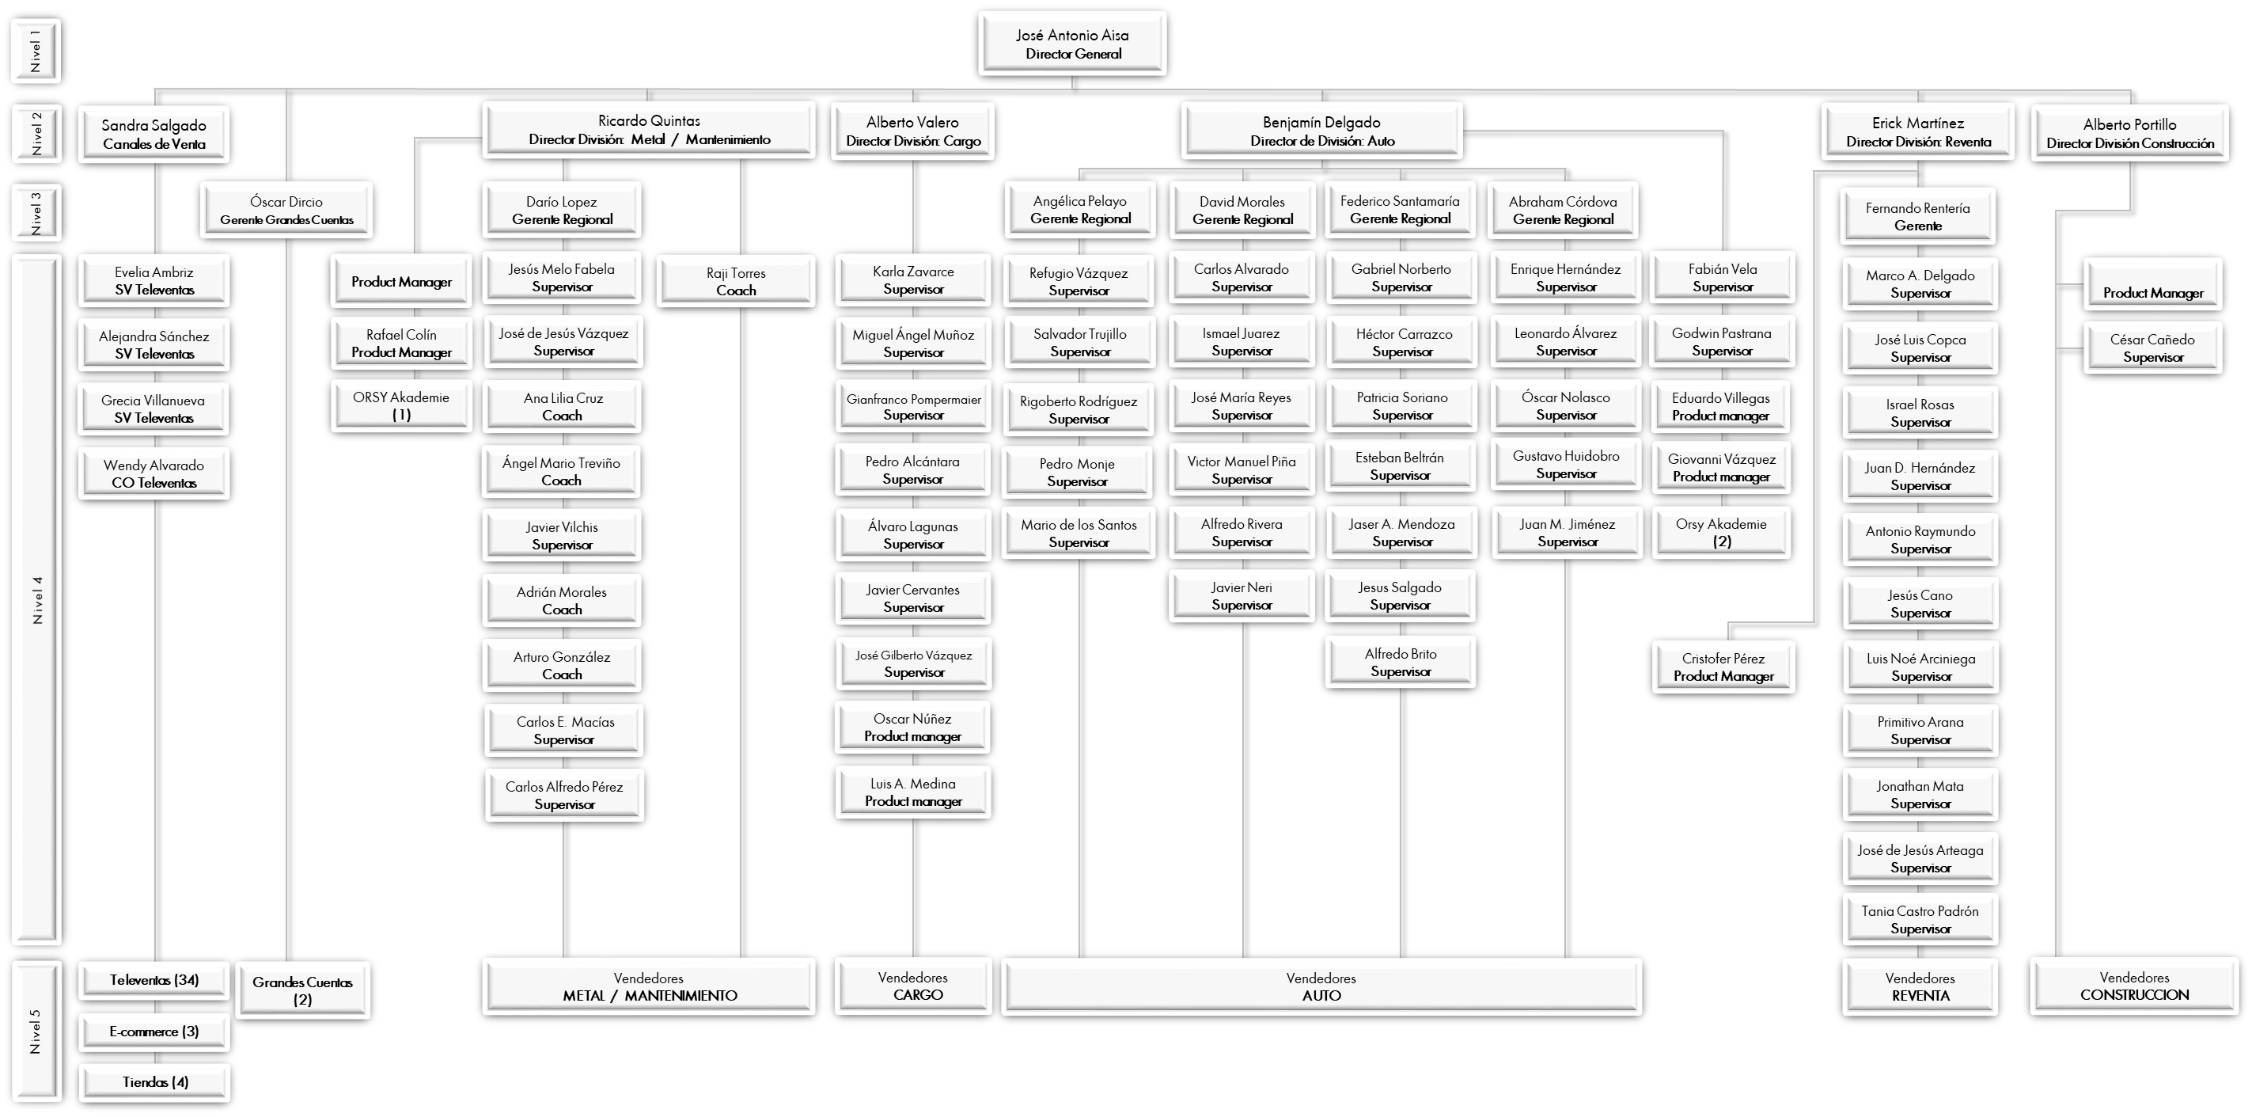 Nivel 1
José Antonio Aisa
Director General
Nivel 2
Sandra Salgado
Canales de Venta
Ricardo Quintas
Director División: Metal / Mantenimiento
Alberto Valero
Director División: Cargo
Benjamín Delgado
Director de División: Auto
Erick Martínez
Director División: Reventa
Alberto Portillo
Director División Construcción
Nivel 3
Óscar Dircio
Gerente Grandes Cuentas
Darío Lopez
Gerente Regional
Angélica Pelayo
Gerente Regional
David Morales
Gerente Regional
Federico Santamaría
Gerente Regional
Abraham Córdova
Gerente Regional
Fernando Rentería
Gerente
Nivel 4
Evelia Ambriz
SV Televentas
Alejandra Sánchez
SV Televentas
Grecia Villanueva
SV Televentas
Wendy Alvarado
CO Televentas
Product Manager
Rafael Colín
Product Manager
ORSY Akademie
(1)
Jesús Melo Fabela
Supervisor
José de Jesús Vázquez
Supervisor
Ana Lilia Cruz
Coach
Ángel Mario Treviño
Coach
Javier Vilchis
Supervisor
Adrián Morales
Coach
Arturo González
Coach
Carlos E. Macías
Supervisor
Carlos Alfredo Pérez
Supervisor
Raji Torres
Coach
Karla Zavarce
Supervisor
Miguel Ángel Muñoz
Supervisor
Gianfranco Pompermaier
Supervisor
Pedro Alcántara
Supervisor
Álvaro Lagunas
Supervisor
Javier Cervantes
Supervisor
José Gilberto Vázquez
Supervisor
Oscar Núñez
Product manager
Luis A. Medina
Product manager
Refugio Vázquez
Supervisor
Salvador Trujillo
Supervisor
Rigoberto Rodríguez
Supervisor
Pedro Monje
Supervisor
Mario de los Santos
Supervisor
Carlos Alvarado
Supervisor
Ismael Juarez
Supervisor
José María Reyes
Supervisor
Victor Manuel Piña
Supervisor
Alfredo Rivera
Supervisor
Javier Neri
Supervisor
Gabriel Norberto
Supervisor
Héctor Carrazco
Supervisor
Patricia Soriano
Supervisor
Esteban Beltrán
Supervisor
Jaser A. Mendoza
Supervisor
Jesus Salgado
Supervisor
Alfredo Brito
Supervisor
Enrique Hernández
Supervisor
Leonardo Álvarez
Supervisor
Óscar Nolasco
Supervisor
Gustavo Huidobro
Supervisor
Juan M. Jiménez
Supervisor
Fabián Vela
Supervisor
Godwin Pastrana
Supervisor
Eduardo Villegas
Product manager
Giovanni Vázquez
Product manager
Orsy Akademie
(2)
Cristofer Pérez
Product Manager
Marco A. Delgado
Supervisor
José Luis Copca
Supervisor
Israel Rosas
Supervisor
Juan D. Hernández
Supervisor
Antonio Raymundo
Supervisor
Jesús Cano
Supervisor
Luis Noé Arciniega
Supervisor
Primitivo Arana
Supervisor
Jonathan Mata
Supervisor
José de Jesús Arteaga
Supervisor
Tania Castro Padrón
Supervisor
Product Manager
César Cañedo
Supervisor
Nivel 5
Televentas (34)
E-commerce (3)
Tiendas (4)
Grandes Cuentas
(2)
Vendedores
METAL / MANTENIMIENTO
Vendedores
CARGO
Vendedores
AUTO
Vendedores
REVENTA
Vendedores
CONSTRUCCION